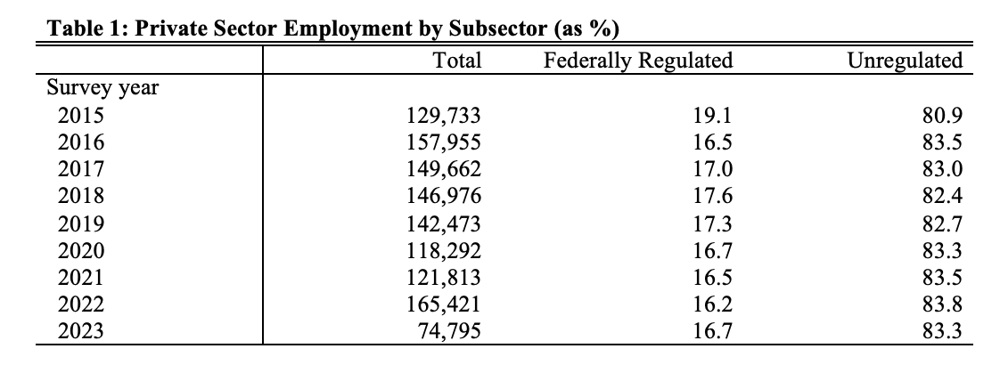 Table 1: Private Sector Employment by Subsector (as %)
Total Federally Regulated Unregulated
Survey year
2015 129,733 19.1 80.9
2016 157,955 16.5 83.5
2017 149,662 17.0 83.0
2018 146,976 17.6 82.4
2019 142,473 17.3 82.7
2020 118,292 16.7 83.3
2021 121,813 16.5 83.5
2022 165,421 16.2 83.8
2023 74,795 16.7 83.3